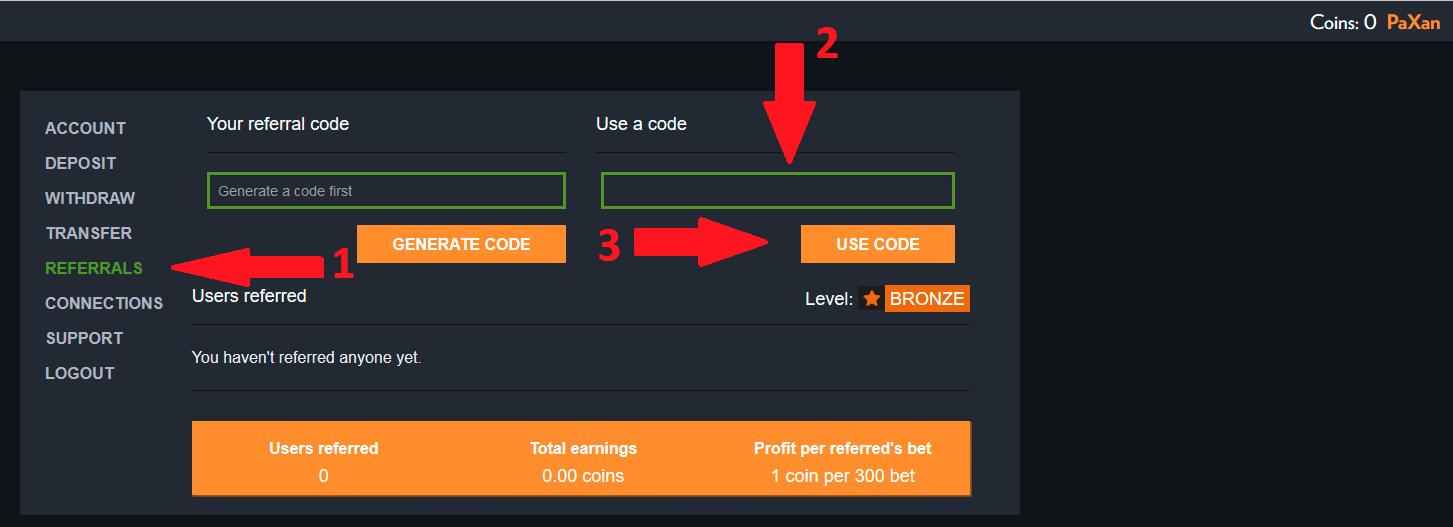 Coins: 0 PaXan
2
ACCOUNT
DEPOSIT
WITHDRAW
TRANSFER
REFERRALS
CONNECTIONS
SUPPORT
LOGOUT
1
Your referral code
Generate a code first
GENERATE CODE
Use a code
3
USE CODE
Users referred
Level: BRONZE
You haven't referred anyone yet.
Users referred
0
Total earnings
0.00 coins
Profit per referred's bet
1 coin per 300 bet